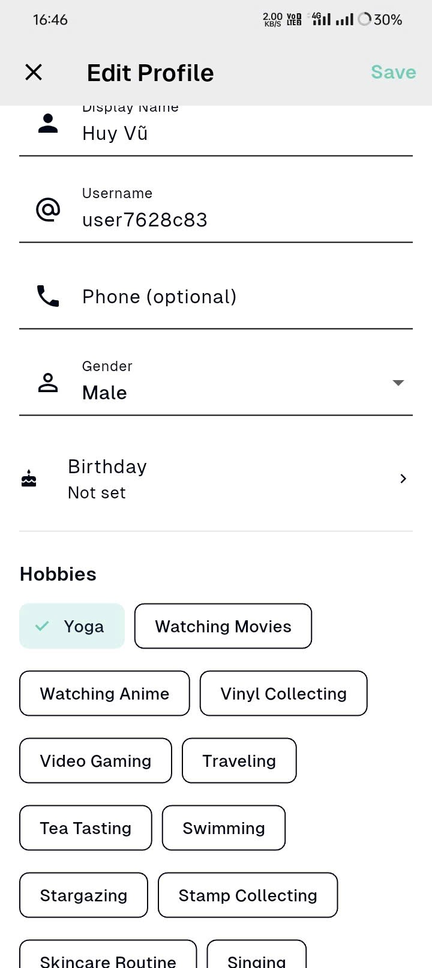 16:46 2.00 KB/S VoD LTE 4G 30%
Edit Profile Save
Display Name
Huy Vũ
Username
user7628c83
Phone (optional)
Gender
Male
Birthday
Not set
Hobbies
Yoga Watching Movies
Watching Anime Vinyl Collecting
Video Gaming Traveling
Tea Tasting Swimming
Stargazing Stamp Collecting
Skincare Routine Singing